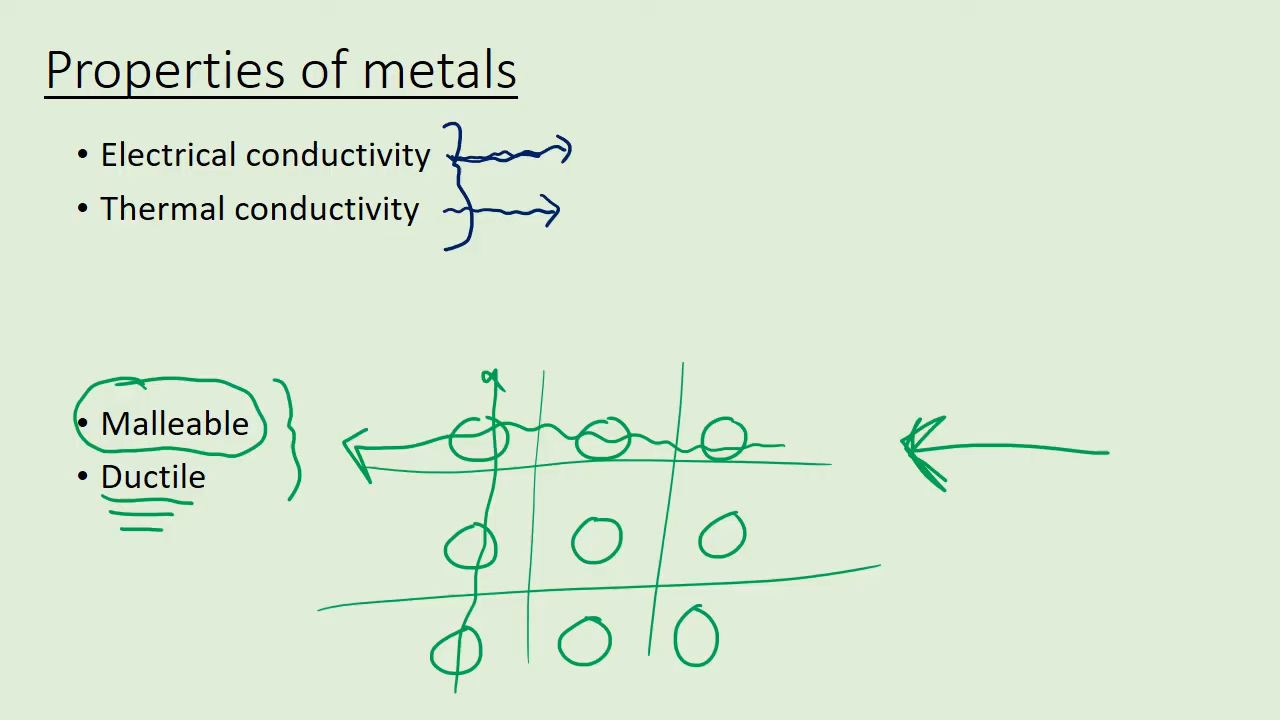 Properties of metals
• Electrical conductivity
• Thermal conductivity
• Malleable
• Ductile